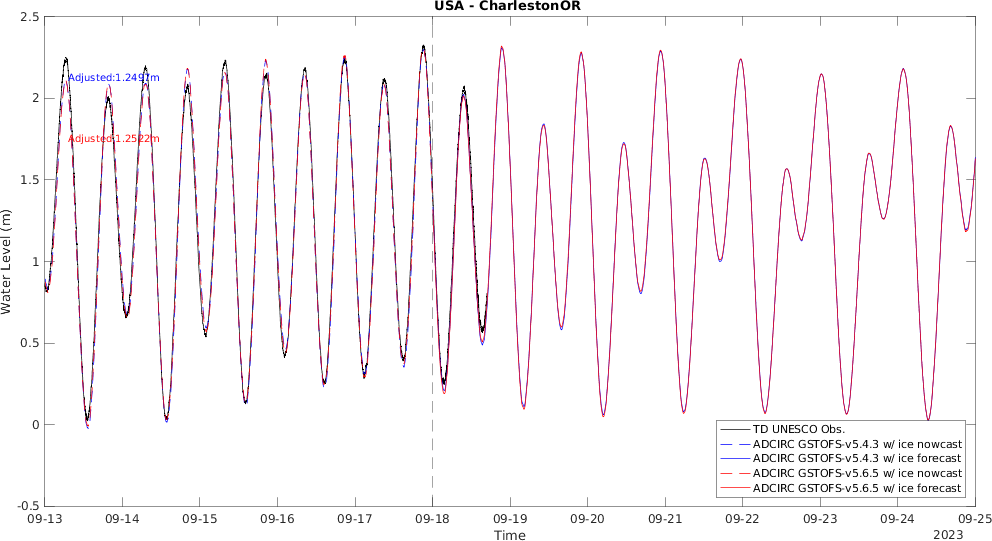 USA - CharlestonOR
2.5
2
1.5
1
0.5
0
-0.5
Water Level (m)
Adjusted:1.2497m
Adjusted:1.2522m
TD UNESCO Obs.
ADCIRC GSTOFS-v5.4.3 w/ ice nowcast
ADCIRC GSTOFS-v5.4.3 w/ ice forecast
ADCIRC GSTOFS-v5.6.5 w/ ice nowcast
ADCIRC GSTOFS-v5.6.5 w/ ice forecast
09-13 09-14 09-15 09-16 09-17 09-18 09-19 09-20 09-21 09-22 09-23 09-24 09-25
Time
2023